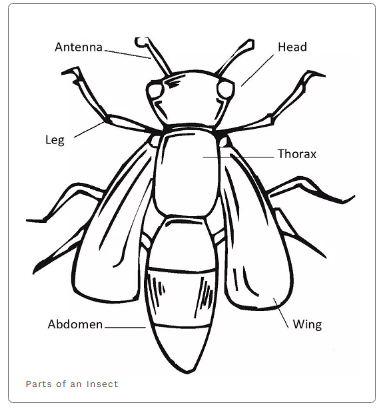 Antenna
Head
Leg
Thorax
Abdomen
Wing
Parts of an Insect